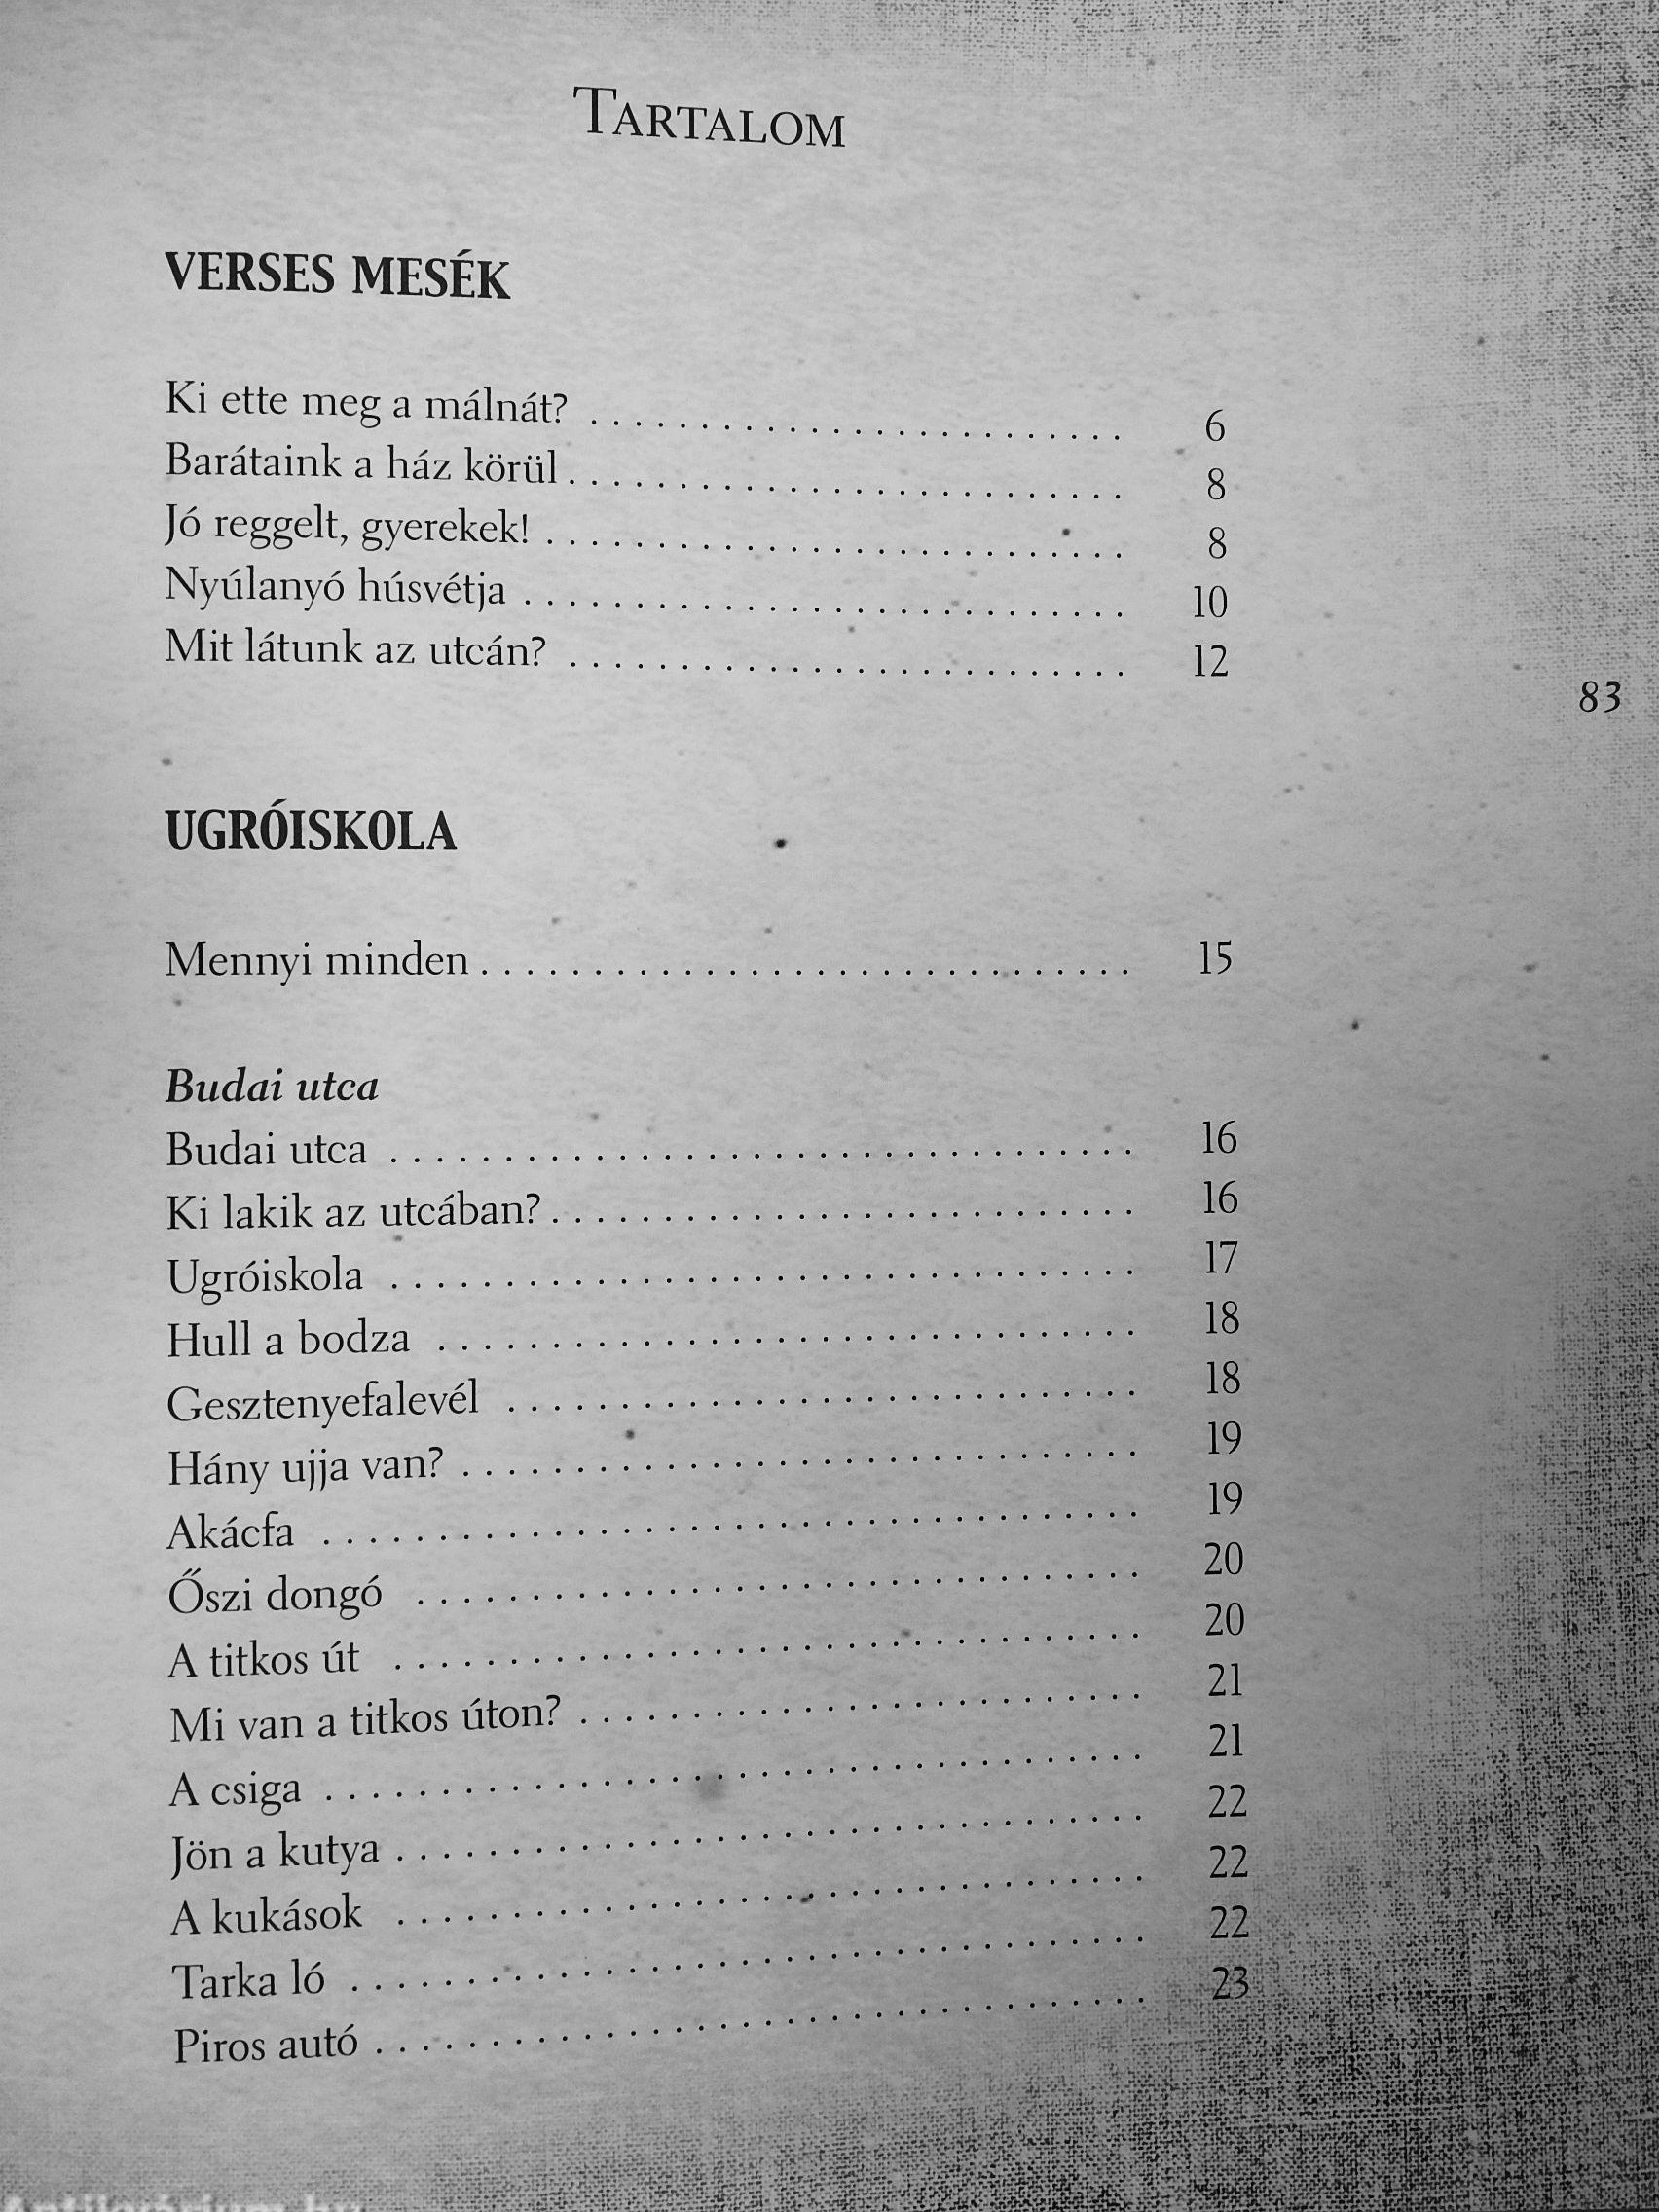 TARTALOM
VERSES MESÉK
Ki ette meg a málnát? . . . . . . . . . . . . . . . . . . . . . . . . . 6
Barátaink a ház körül . . . . . . . . . . . . . . . . . . . . . . . . . . 8
Jó reggelt, gyerekek! . . . . . . . . . . . . . . . . . . . . . . . . . . . 8
Nyúlanyó húsvétja . . . . . . . . . . . . . . . . . . . . . . . . . . . . 10
Mit látunk az utcán? . . . . . . . . . . . . . . . . . . . . . . . . . . 12
83
UGRÓISKOLA
Mennyi minden . . . . . . . . . . . . . . . . . . . . . . . . . . . . . 15
Budai utca
Budai utca . . . . . . . . . . . . . . . . . . . . . . . . . . . . . . . . . 16
Ki lakik az utcában? . . . . . . . . . . . . . . . . . . . . . . . . . . 16
Ugróiskola . . . . . . . . . . . . . . . . . . . . . . . . . . . . . . . . . 17
Hull a bodza . . . . . . . . . . . . . . . . . . . . . . . . . . . . . . . 18
Gesztenyefalevél . . . . . . . . . . . . . . . . . . . . . . . . . . . . 18
Hány ujja van? . . . . . . . . . . . . . . . . . . . . . . . . . . . . . . 19
Akácfa . . . . . . . . . . . . . . . . . . . . . . . . . . . . . . . . . . . . 19
Őszi dongó . . . . . . . . . . . . . . . . . . . . . . . . . . . . . . . . 20
A titkos út . . . . . . . . . . . . . . . . . . . . . . . . . . . . . . . . . 20
Mi van a titkos úton? . . . . . . . . . . . . . . . . . . . . . . . . . 21
A csiga . . . . . . . . . . . . . . . . . . . . . . . . . . . . . . . . . . . . 21
Jön a kutya . . . . . . . . . . . . . . . . . . . . . . . . . . . . . . . . . 22
A kukások . . . . . . . . . . . . . . . . . . . . . . . . . . . . . . . . . 22
Tarka ló . . . . . . . . . . . . . . . . . . . . . . . . . . . . . . . . . . . 22
Piros autó . . . . . . . . . . . . . . . . . . . . . . . . . . . . . . . . . . 23